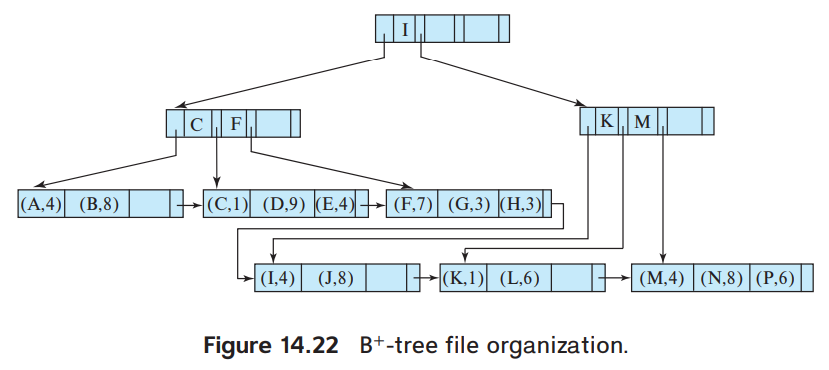 I
C F
K M
(A,4) (B,8) (C,1) (D,9) (E,4) (F,7) (G,3) (H,3)
(I,4) (J,8) (K,1) (L,6) (M,4) (N,8) (P,6)
Figure 14.22 B+-tree file organization.